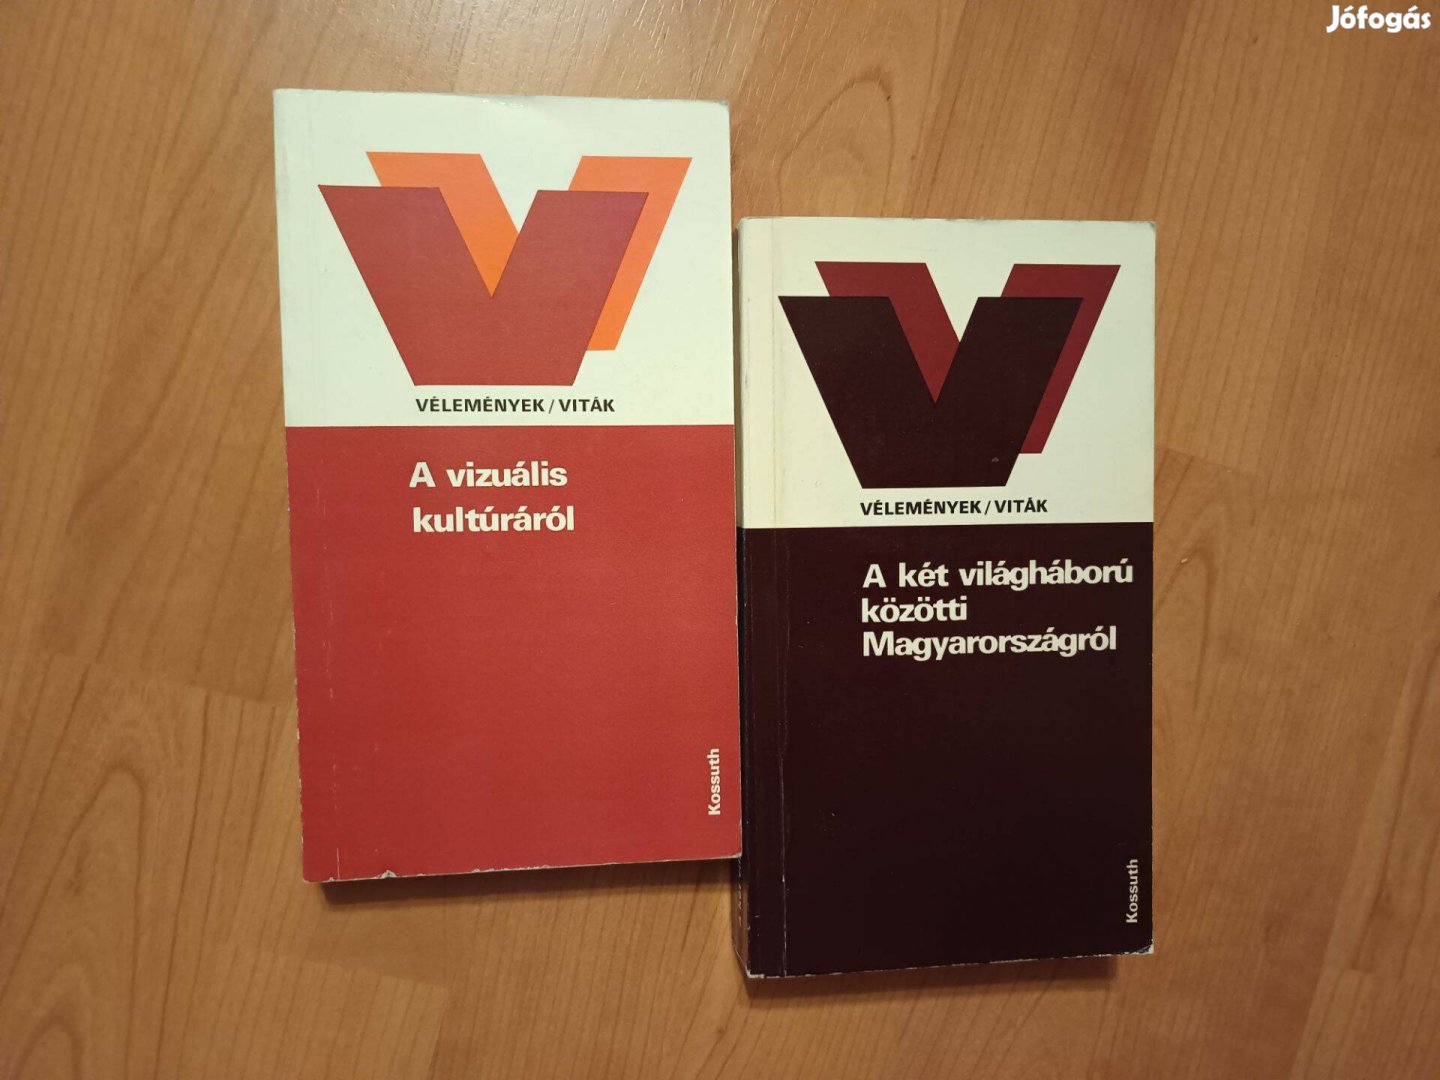 Jófogás
VÉLEMÉNYEK/VITÁK
A vizuális
kultúráról
Kossuth
VÉLEMÉNYEK/VITÁK
A két világháború
közötti
Magyarországról
Kossuth